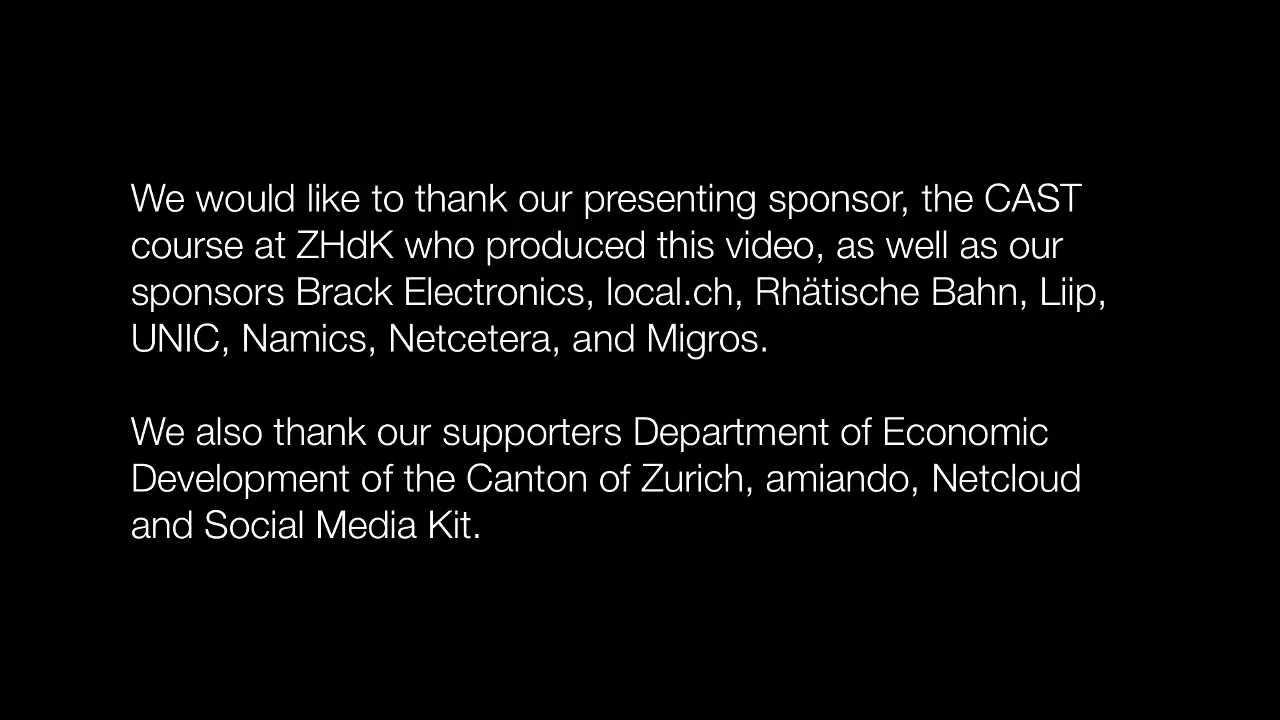 We would like to thank our presenting sponsor, the CAST
course at ZHdK who produced this video, as well as our
sponsors Brack Electronics, local.ch, Rhätische Bahn, Liip,
UNIC, Namics, Netcetera, and Migros.
We also thank our supporters Department of Economic
Development of the Canton of Zurich, amiando, Netcloud
and Social Media Kit.